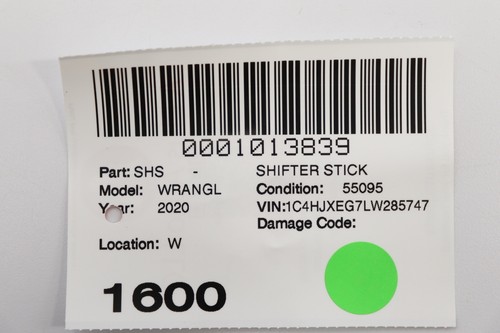 0001013839
Part: SHS - SHIFTER STICK
Model: WRANGL Condition: 55095
Year: 2020 VIN:1C4HJXEG7LW285747
Damage Code:
Location: W
1600